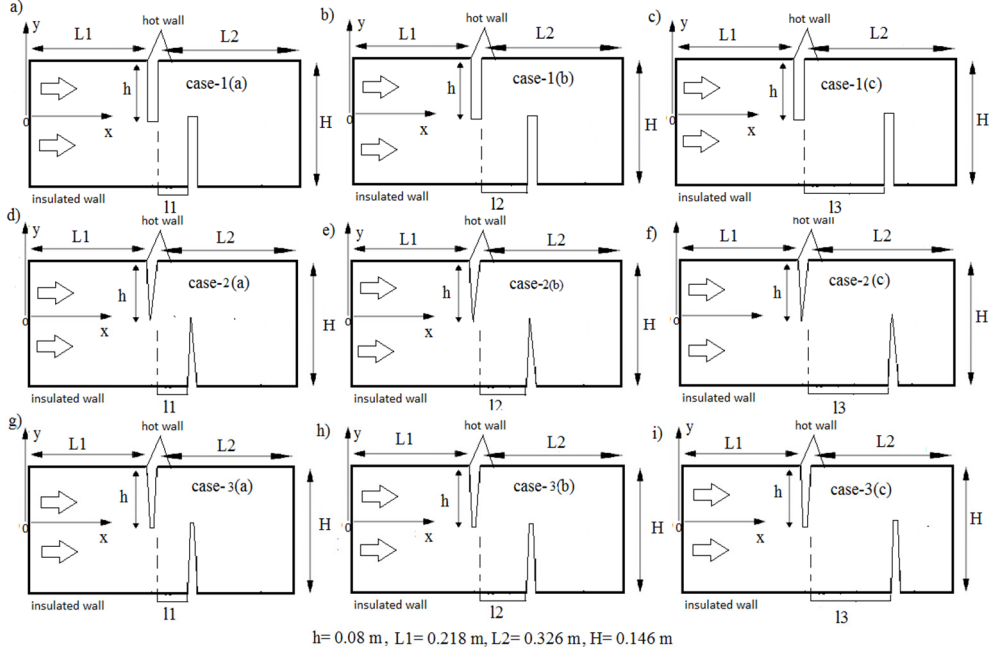 a)
y
hot wall
L1
L2
h
case-1(a)
0
x
H
insulated wall
l1
b)
y
hot wall
L1
L2
h
case-1(b)
0
x
H
insulated wall
l2
c)
y
hot wall
L1
L2
h
case-1(c)
0
x
H
insulated wall
l3
d)
y
hot wall
L1
L2
h
case-2(a)
0
x
H
insulated wall
l1
e)
y
hot wall
L1
L2
h
case-2(b)
0
x
H
insulated wall
l2
f)
y
hot wall
L1
L2
h
case-2(c)
0
x
H
insulated wall
l3
g)
y
hot wall
L1
L2
h
case-3(a)
0
x
H
insulated wall
l1
h)
y
hot wall
L1
L2
h
case-3(b)
0
x
H
insulated wall
l2
i)
y
hot wall
L1
L2
h
case-3(c)
0
x
H
insulated wall
l3
h= 0.08 m , L1= 0.218 m, L2= 0.326 m, H= 0.146 m